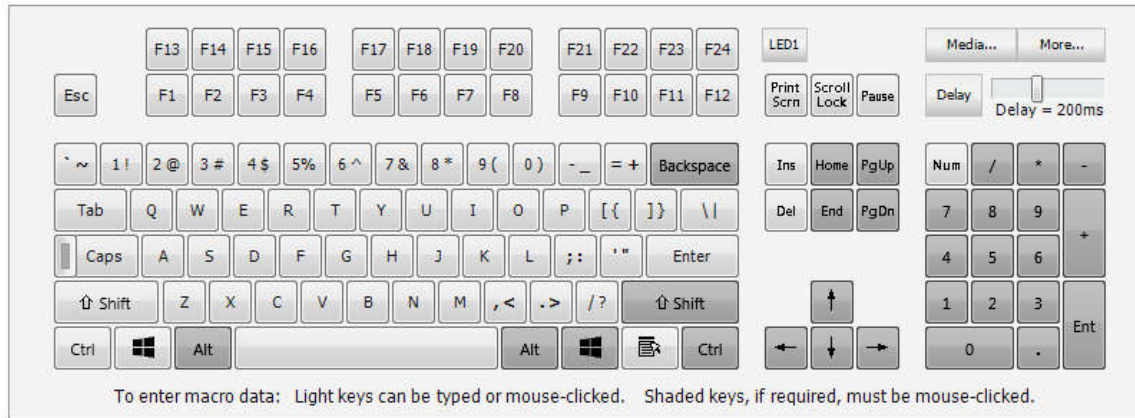 F13 F14 F15 F16 F17 F18 F19 F20 F21 F22 F23 F24 LED1 Media... More...
Esc F1 F2 F3 F4 F5 F6 F7 F8 F9 F10 F11 F12 Print Scrn Scroll Lock Pause Delay
Delay = 200ms
` ~ 1 ! 2 @ 3 # 4 $ 5% 6 ^ 7 & 8 * 9 ( 0 ) - _ = + Backspace Ins Home PgUp Num / * -
Tab Q W E R T Y U I O P [ { ] } \ | Del End PgDn 7 8 9 +
Caps A S D F G H J K L ; : ' " Enter 4 5 6
⇧ Shift Z X C V B N M , < . > / ? ⇧ Shift ↑ 1 2 3 Ent
Ctrl Alt Alt Ctrl ← ↓ → 0 .
To enter macro data: Light keys can be typed or mouse-clicked. Shaded keys, if required, must be mouse-clicked.